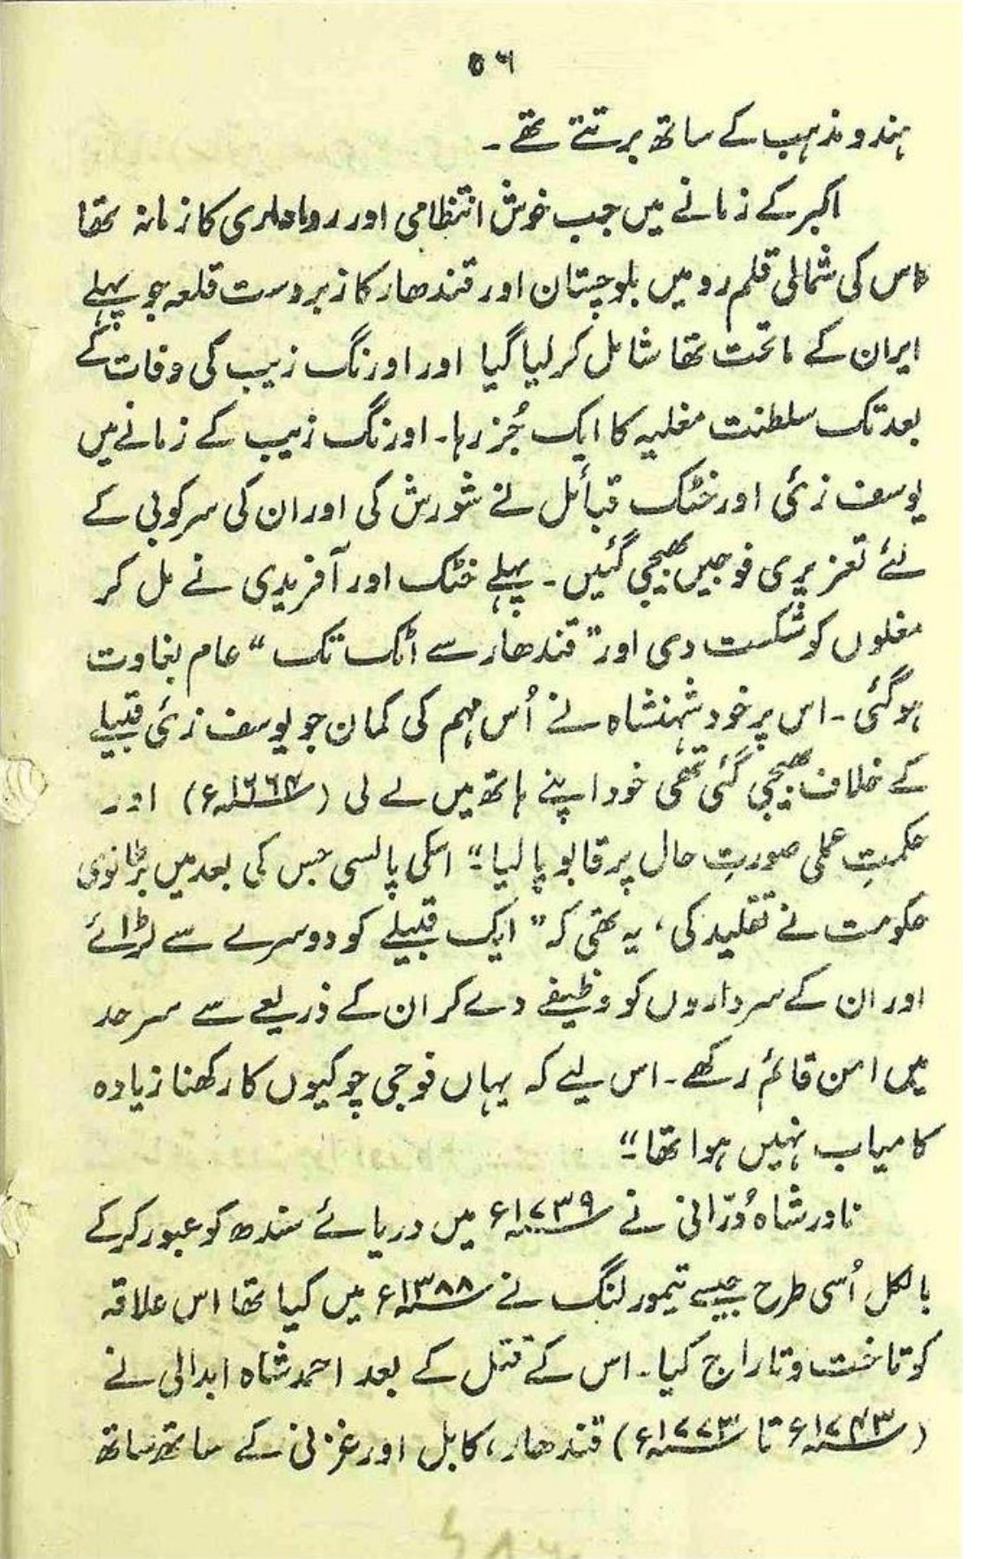 ۵۶
ہندو مذہب کے ساتھ برتتے تھے ۔
اکبر کے زمانے میں جب خوش انتظامی اور رواداری کا زمانہ تھا
اس کی شمالی قلم رو میں بلوچستان اور قندھار کا زبردست قلعہ جو پہلے
ایران کے ماتحت تھا شامل کر لیا گیا اور اورنگ زیب کی وفات کے
بعد تک سلطنت مغلیہ کا ایک جُز رہا۔ اورنگ زیب کے زمانے میں
یوسف زئی اور خٹک قبائل نے شورش کی اور ان کی سرکوبی کے
لئے تعزیری فوجیں بھیجی گئیں ۔ پہلے خٹک اور آفریدی نے مل کر
مغلوں کو شکست دی اور ”قندھار سے اٹک تک“ عام بغاوت
ہو گئی ۔ اس پر خود شہنشاہ نے اُس مہم کی کمان جو یوسف زئی قبیلے
کے خلاف بھیجی گئی تھی خود اپنے ہاتھ میں لے لی (۱۶۶۷ء) اور
حکمتِ عملی صورتِ حال پر قابو پا لیا“ اسکی پالسی جس کی بعد میں برطانوی
حکومت نے تقلید کی، یہ تھی کہ ” ایک قبیلے کو دوسرے سے لڑائے
اور ان کے سرداروں کو وظیفے دے کر ان کے ذریعے سے سرحد
میں امن قائم رکھے ۔ اس لیے کہ یہاں فوجی چوکیوں کا رکھنا زیادہ
کامیاب نہیں ہوا تھا“
نادر شاہ دُرّانی نے ۱۷۳۹ء میں دریائے سندھ کو عبور کرکے
بالکل اُسی طرح جیسے تیمور لنگ نے ۱۳۸۸ء میں کیا تھا اس علاقہ
کو تاخت و تاراج کیا۔ اس کے قتل کے بعد احمد شاہ ابدالی نے
(۱۷۴۳ء تا ۱۷۷۳ء) قندھار، کابل اور غزنی کے ساتھ ساتھ